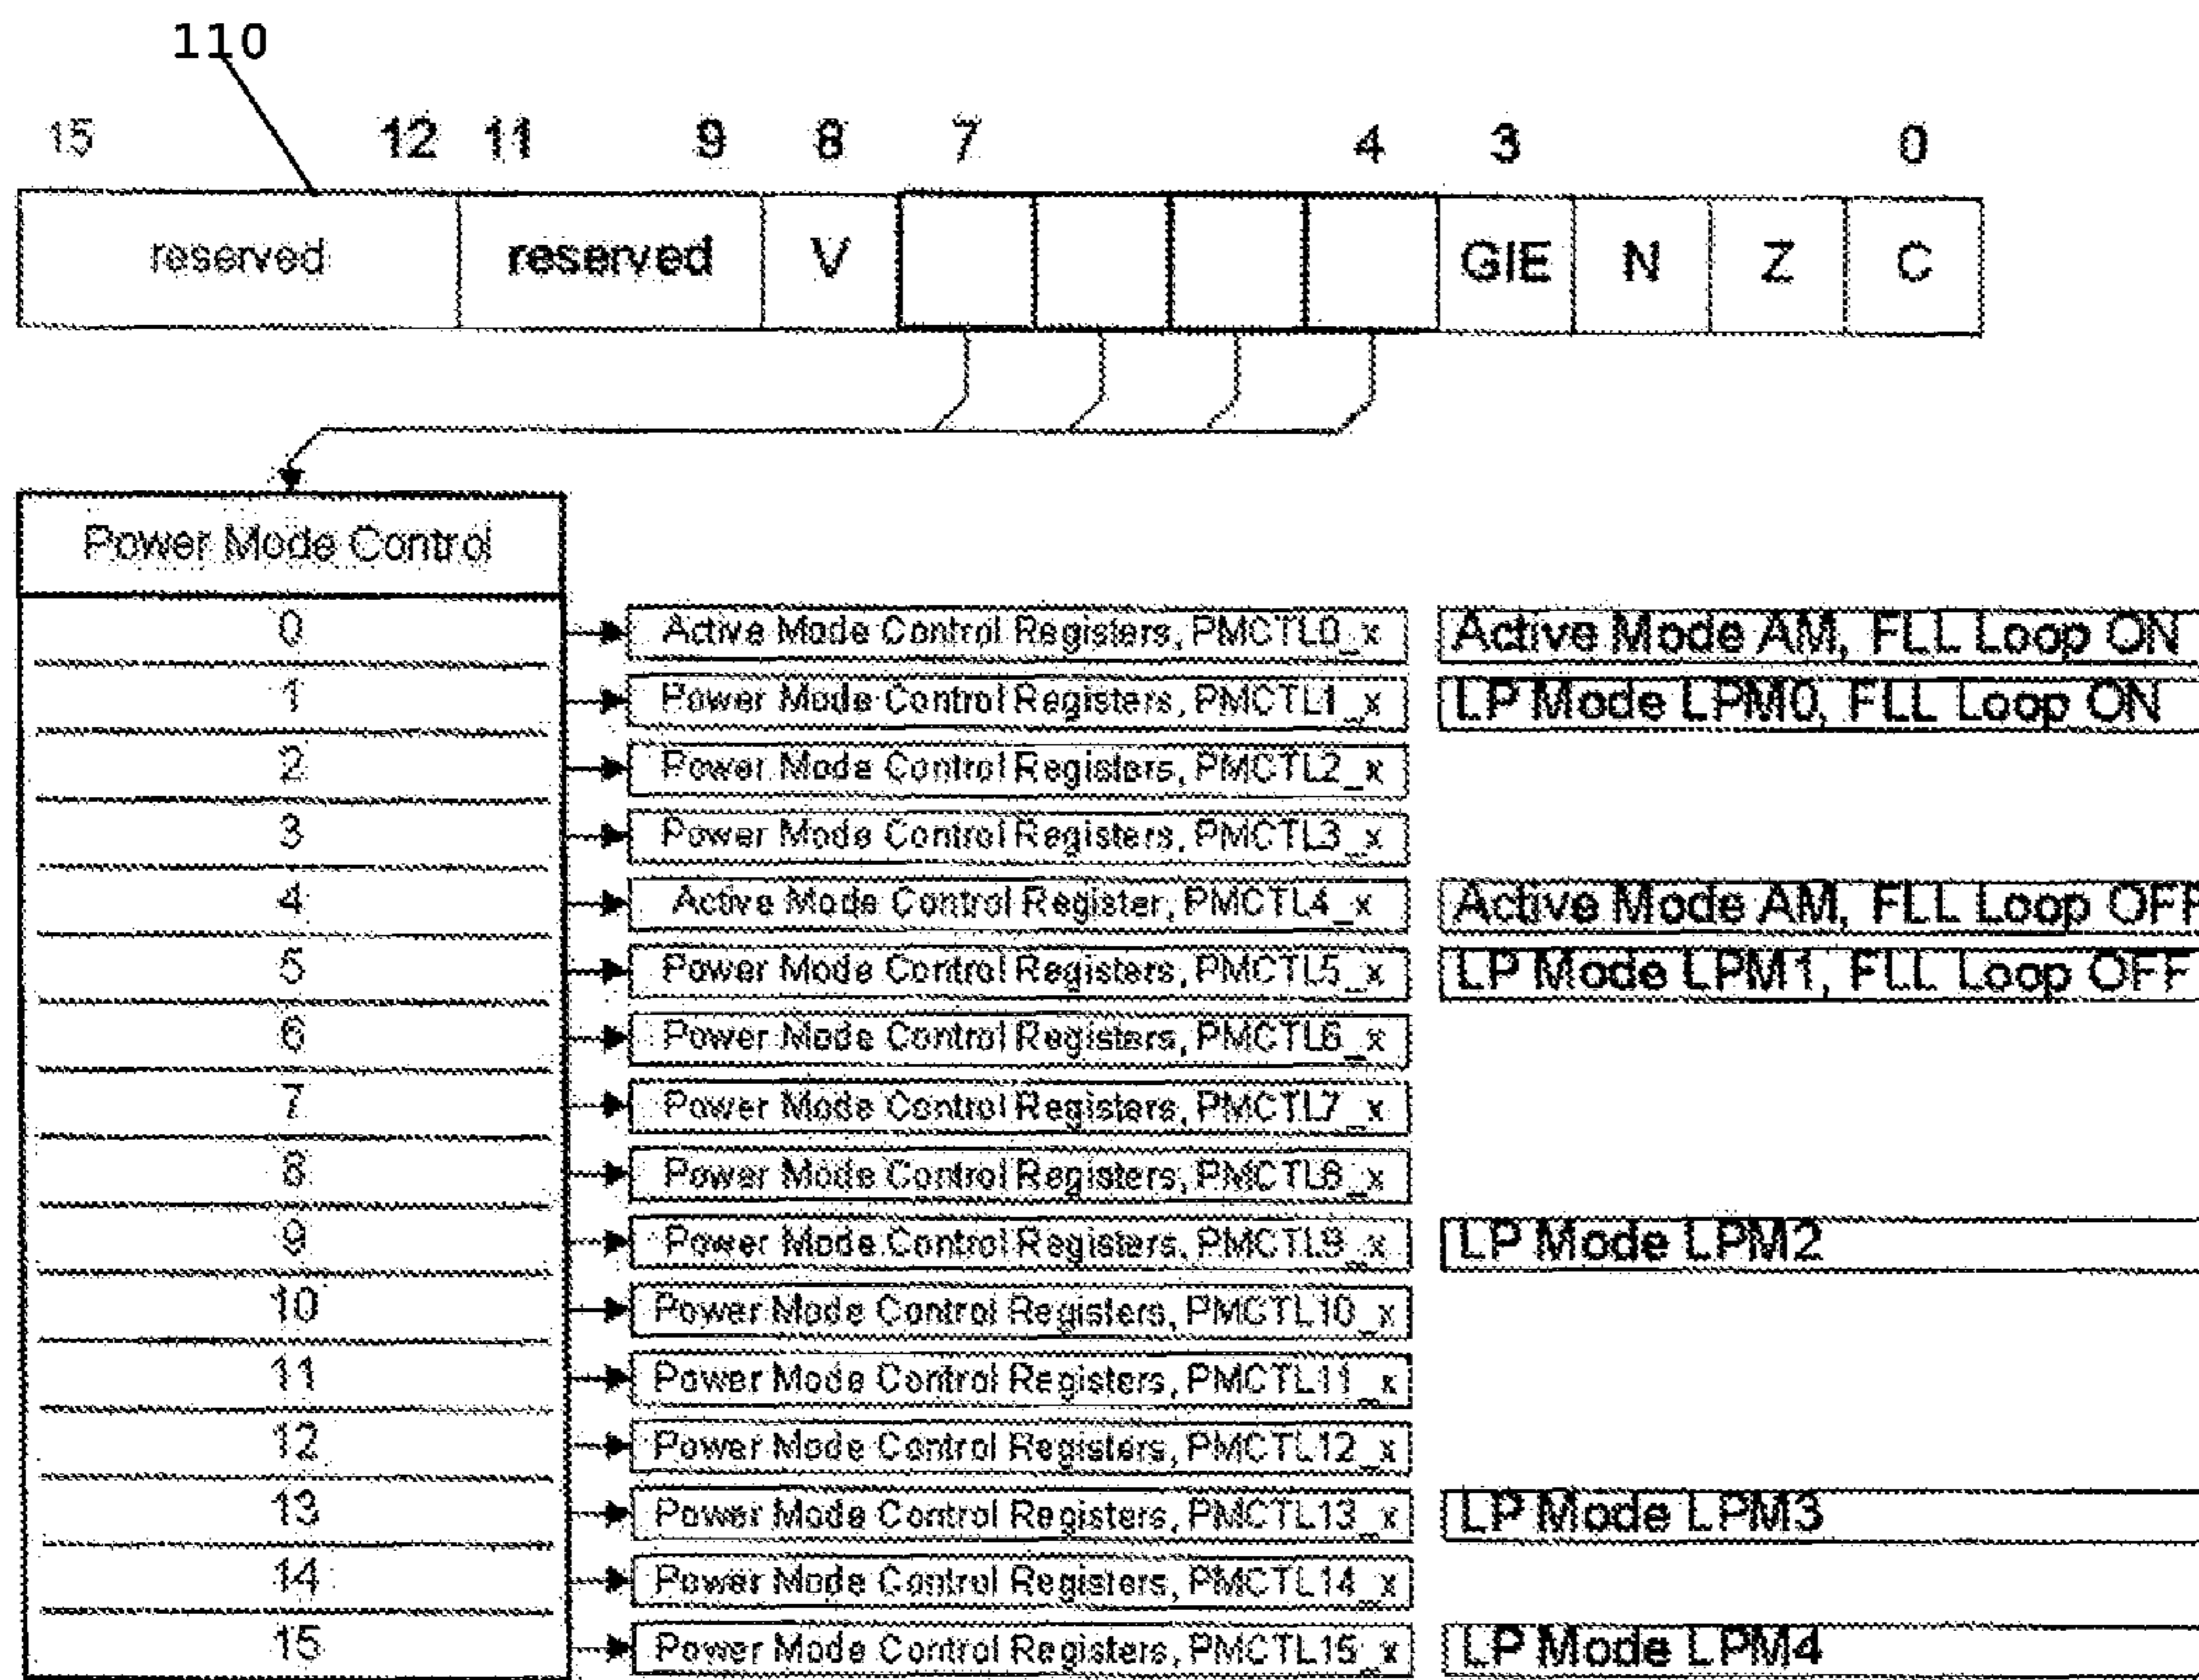 110
15 12 11 9 8 7 4 3 0
reserved reserved V GIE N Z C
Power Mode Control
0 Active Mode Control Registers, PMCTL0_x Active Mode AM, FLL Loop ON
1 Power Mode Control Registers, PMCTL1_x LP Mode LPM0, FLL Loop ON
2 Power Mode Control Registers, PMCTL2_x
3 Power Mode Control Registers, PMCTL3_x
4 Active Mode Control Register, PMCTL4_x Active Mode AM, FLL Loop OFF
5 Power Mode Control Registers, PMCTL5_x LP Mode LPM1, FLL Loop OFF
6 Power Mode Control Registers, PMCTL6_x
7 Power Mode Control Registers, PMCTL7_x
8 Power Mode Control Registers, PMCTL8_x
9 Power Mode Control Registers, PMCTL9_x LP Mode LPM2
10 Power Mode Control Registers, PMCTL10_x
11 Power Mode Control Registers, PMCTL11_x
12 Power Mode Control Registers, PMCTL12_x
13 Power Mode Control Registers, PMCTL13_x LP Mode LPM3
14 Power Mode Control Registers, PMCTL14_x
15 Power Mode Control Registers, PMCTL15_x LP Mode LPM4